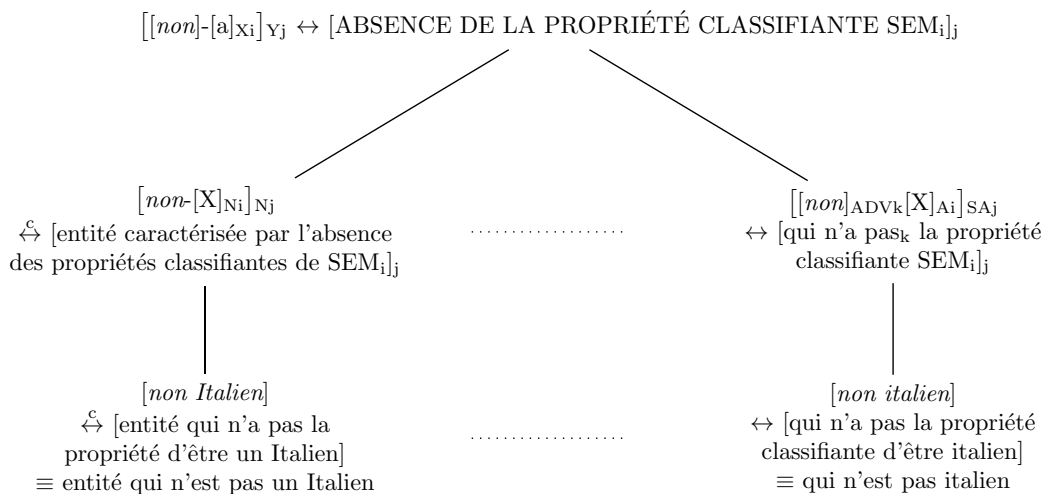 [[non]-[a]Xi]Yj ↔ [ABSENCE DE LA PROPRIÉTÉ CLASSIFIANTE SEMi]j
[non-[X]Ni]Nj
c↔ [entité caractérisée par l'absence
des propriétés classifiantes de SEMi]j
[[non]ADVk[X]Ai]SAj
↔ [qui n'a pask la propriété
classifiante SEMi]j
[non Italien]
c↔ [entité qui n'a pas la
propriété d'être un Italien]
≡ entité qui n'est pas un Italien
[non italien]
↔ [qui n'a pas la propriété
classifiante d'être italien]
≡ qui n'est pas italien